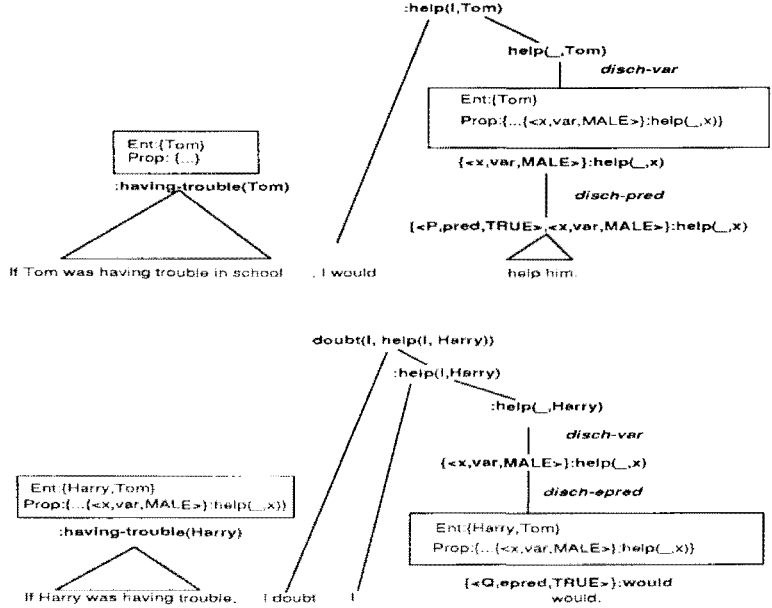 :help(I,Tom)
help(_,Tom)
disch-var
Ent:{Tom}
Prop:{...{<x,var,MALE>}:help(_,x)}
Ent:{Tom}
Prop: {...}
{<x,var,MALE>}:help(_,x)
:having-trouble(Tom)
disch-pred
{<P,pred,TRUE>,<x,var,MALE>}:help(_,x)
If Tom was having trouble in school , I would help him.
doubt(I, help(I, Harry))
:help(I,Harry)
:help(_,Harry)
disch-var
{<x,var,MALE>}:help(_,x)
disch-epred
Ent:{Harry,Tom}
Prop:{...{<x,var,MALE>}:help(_,x)}
:having-trouble(Harry)
Ent:{Harry,Tom}
Prop:{...{<x,var,MALE>}:help(_,x)}
{<Q,epred,TRUE>}:would
If Harry was having trouble, I doubt I would.